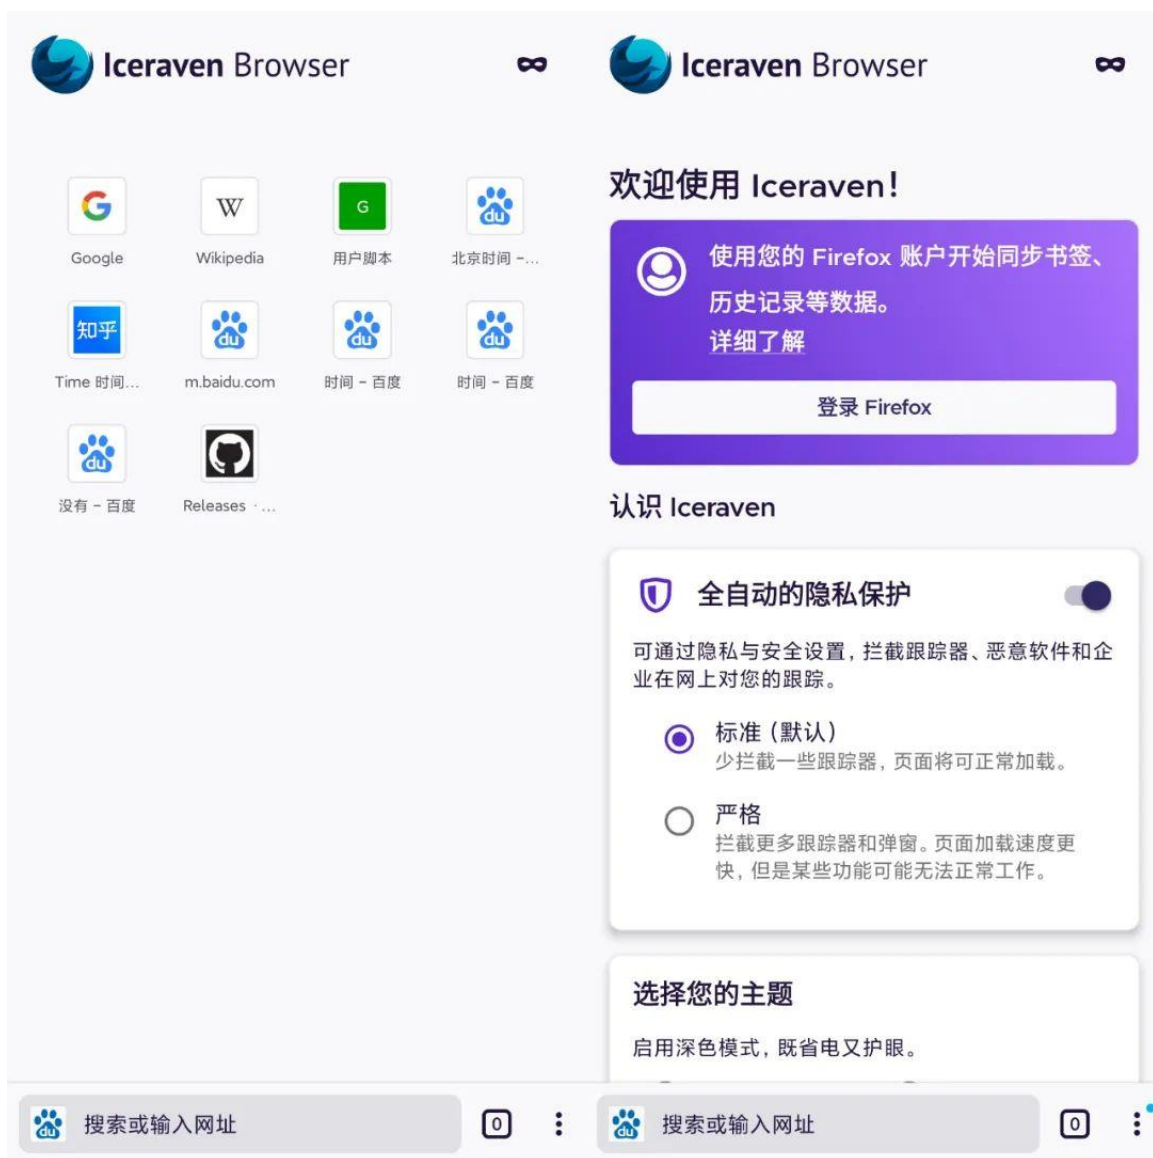 Iceraven Browser
Google
Wikipedia
G
用户脚本
du
北京时间 –...
知乎
Time 时间...
du
m.baidu.com
du
时间 – 百度
du
时间 – 百度
du
没有 – 百度
Releases · ...
du
搜索或输入网址
0
Iceraven Browser
欢迎使用 Iceraven!
使用您的 Firefox 账户开始同步书签、
历史记录等数据。
详细了解
登录 Firefox
认识 Iceraven
全自动的隐私保护
可通过隐私与安全设置, 拦截跟踪器、恶意软件和企
业在网上对您的跟踪。
标准 (默认)
少拦截一些跟踪器, 页面将可正常加载。
严格
拦截更多跟踪器和弹窗。页面加载速度更
快, 但是某些功能可能无法正常工作。
选择您的主题
启用深色模式, 既省电又护眼。
du
搜索或输入网址
0